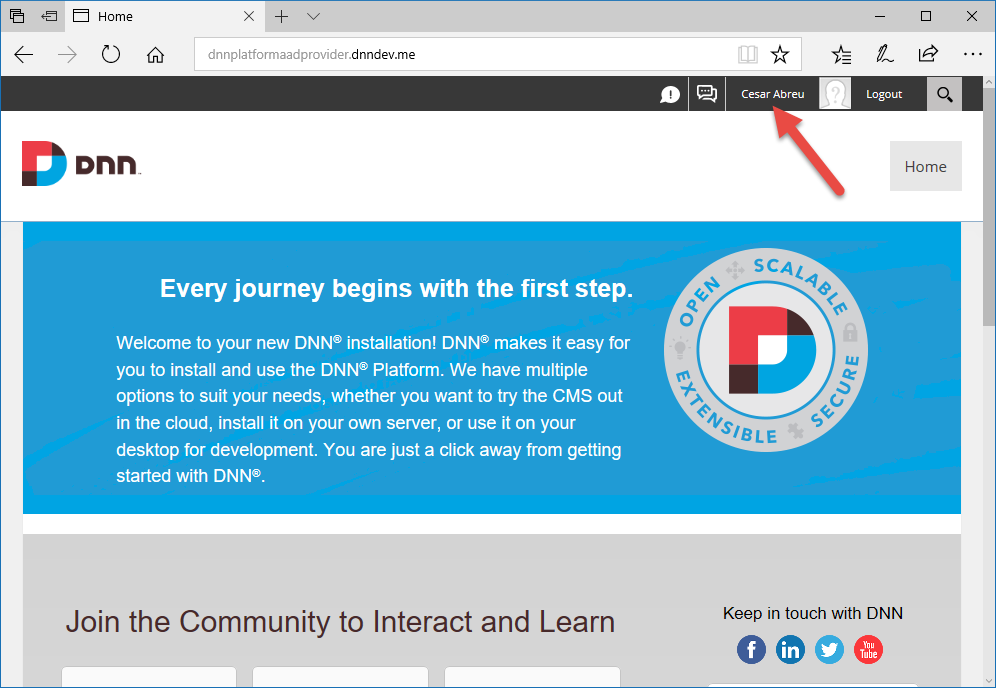 Home
dnnplatformaadprovider.dnndev.me
Cesar Abreu
Logout
DNN
Home
Every journey begins with the first step.
Welcome to your new DNN® installation! DNN® makes it easy for
you to install and use the DNN® Platform. We have multiple
options to suit your needs, whether you want to try the CMS out
in the cloud, install it on your own server, or use it on your
desktop for development. You are just a click away from getting
started with DNN®.
OPEN
SCALABLE
SECURE
EXTENSIBLE
Join the Community to Interact and Learn
Keep in touch with DNN
f
in
You
Tube